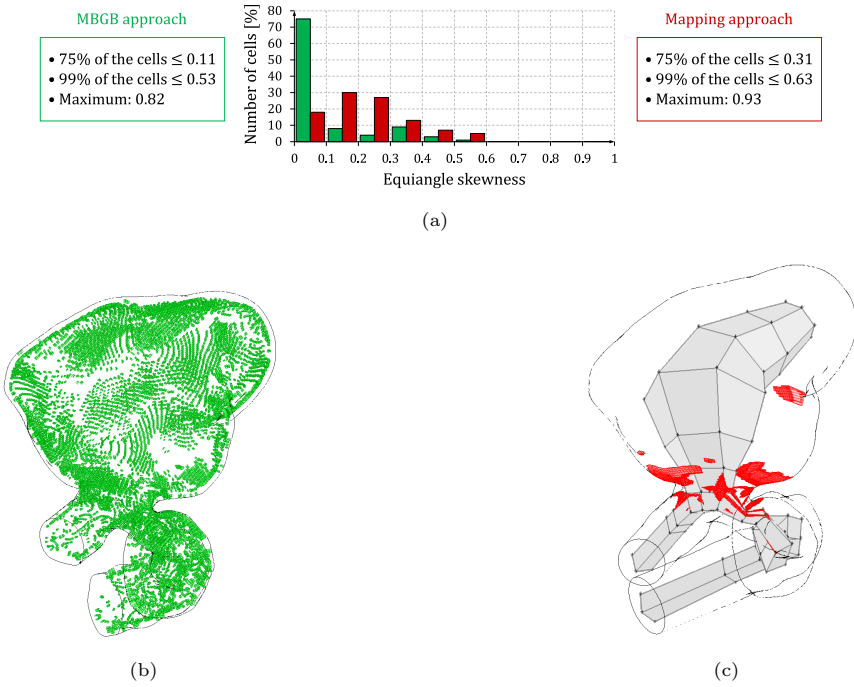 MBGB approach
• 75% of the cells ≤ 0.11
• 99% of the cells ≤ 0.53
• Maximum: 0.82
Number of cells [%]
80
70
60
50
40
30
20
10
0
0 0.1 0.2 0.3 0.4 0.5 0.6 0.7 0.8 0.9 1
Equiangle skewness
Mapping approach
• 75% of the cells ≤ 0.31
• 99% of the cells ≤ 0.63
• Maximum: 0.93
(a)
(b)
(c)